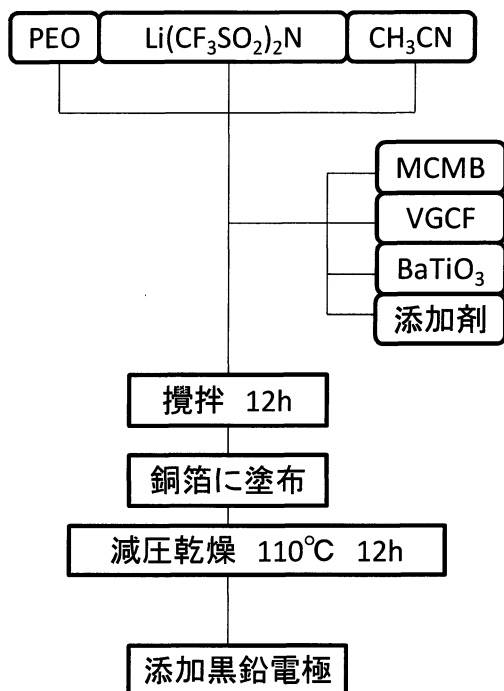 PEO Li(CF₃SO₂)₂N CH₃CN
MCMB
VGCF
BaTiO₃
添加剤
攪拌 12h
銅箔に塗布
減圧乾燥 110℃ 12h
添加黒鉛電極